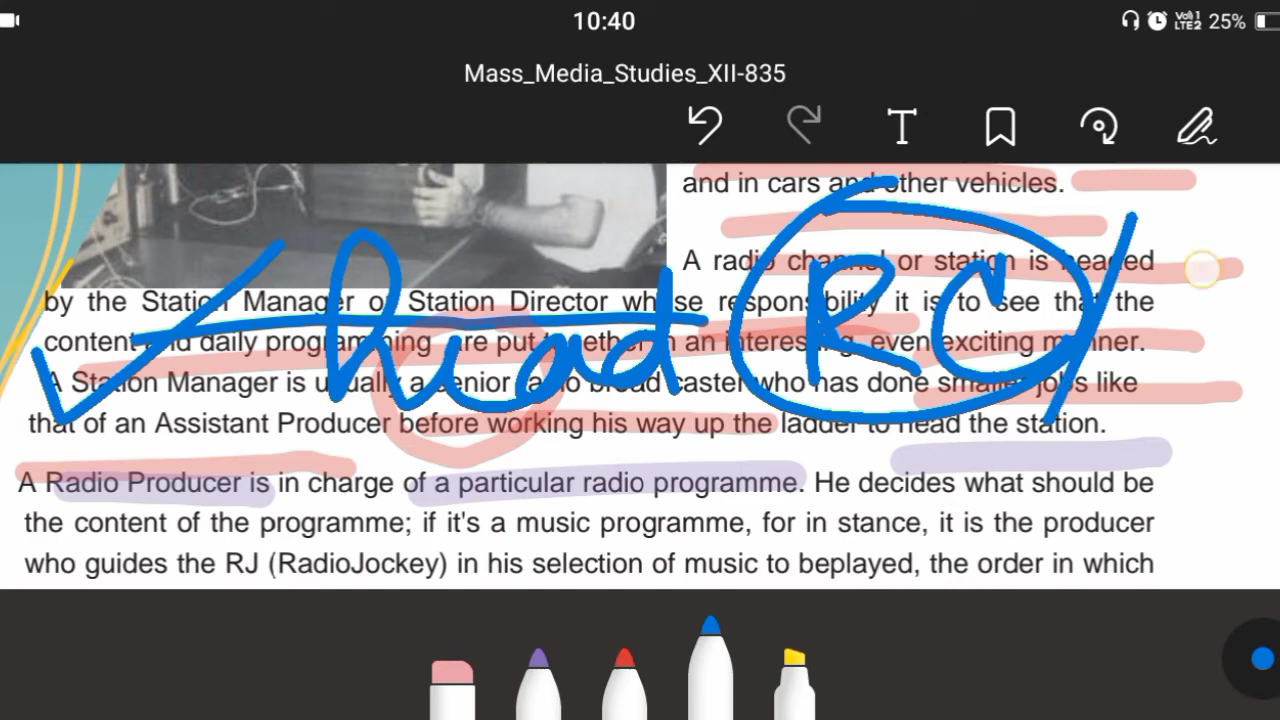 10:40
Vo)) 1
LTE2 25%
Mass_Media_Studies_XII-835
T
and in cars and other vehicles.
A radio channel or station is headed
by the Station Manager or Station Director whose responsibility it is to see that the
content and daily programming are put together in an interesting, even exciting manner.
A Station Manager is usually a senior radio broad caster who has done smaller jobs like
that of an Assistant Producer before working his way up the ladder to head the station.
head RC
A Radio Producer is in charge of a particular radio programme. He decides what should be
the content of the programme; if it's a music programme, for in stance, it is the producer
who guides the RJ (RadioJockey) in his selection of music to beplayed, the order in which